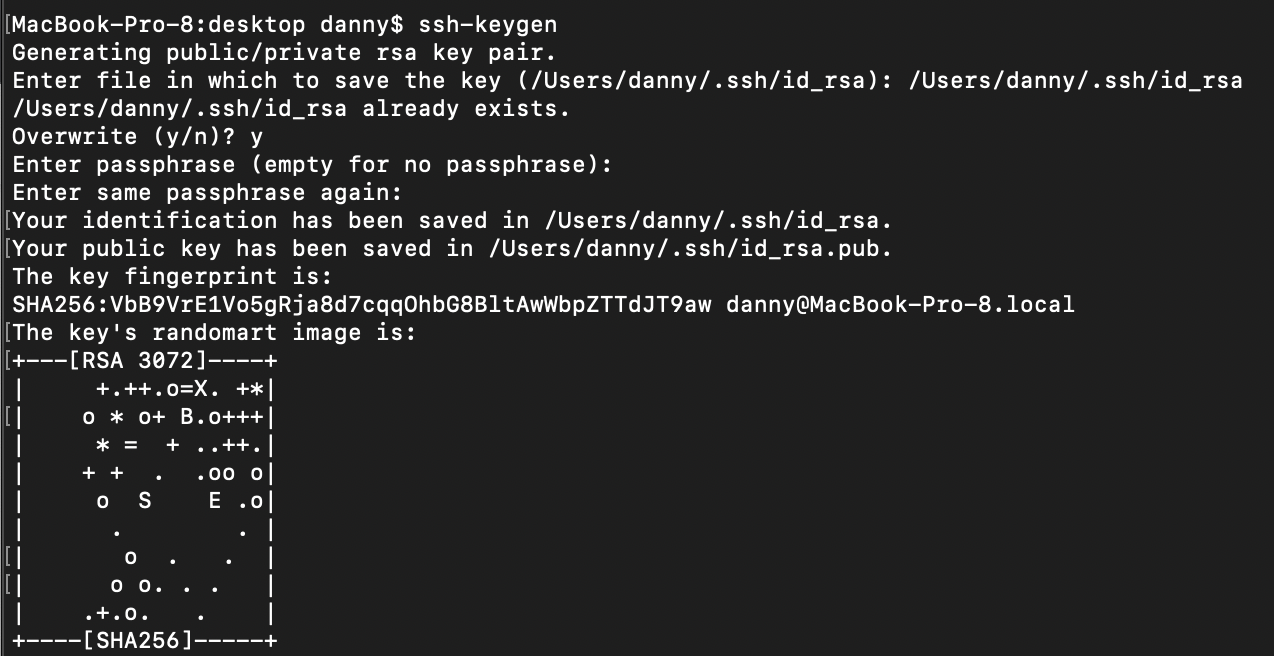 [MacBook-Pro-8:desktop danny$ ssh-keygen
Generating public/private rsa key pair.
Enter file in which to save the key (/Users/danny/.ssh/id_rsa): /Users/danny/.ssh/id_rsa
/Users/danny/.ssh/id_rsa already exists.
Overwrite (y/n)? y
Enter passphrase (empty for no passphrase):
Enter same passphrase again:
[Your identification has been saved in /Users/danny/.ssh/id_rsa.
[Your public key has been saved in /Users/danny/.ssh/id_rsa.pub.
The key fingerprint is:
SHA256:VbB9VrE1Vo5gRja8d7cqqOhbG8BltAwWbpZTTdJT9aw danny@MacBook-Pro-8.local
[The key's randomart image is:
[+---[RSA 3072]----+
|     +.++.o=X. +*|
[|    o * o+ B.o+++|
|     * =  + ..++.|
|    + +  .  .oo o|
|     o  S    E .o|
|      .        . |
[|       o  .   .  |
[|      o o. . .   |
|    .+.o.   .    |
+----[SHA256]-----+